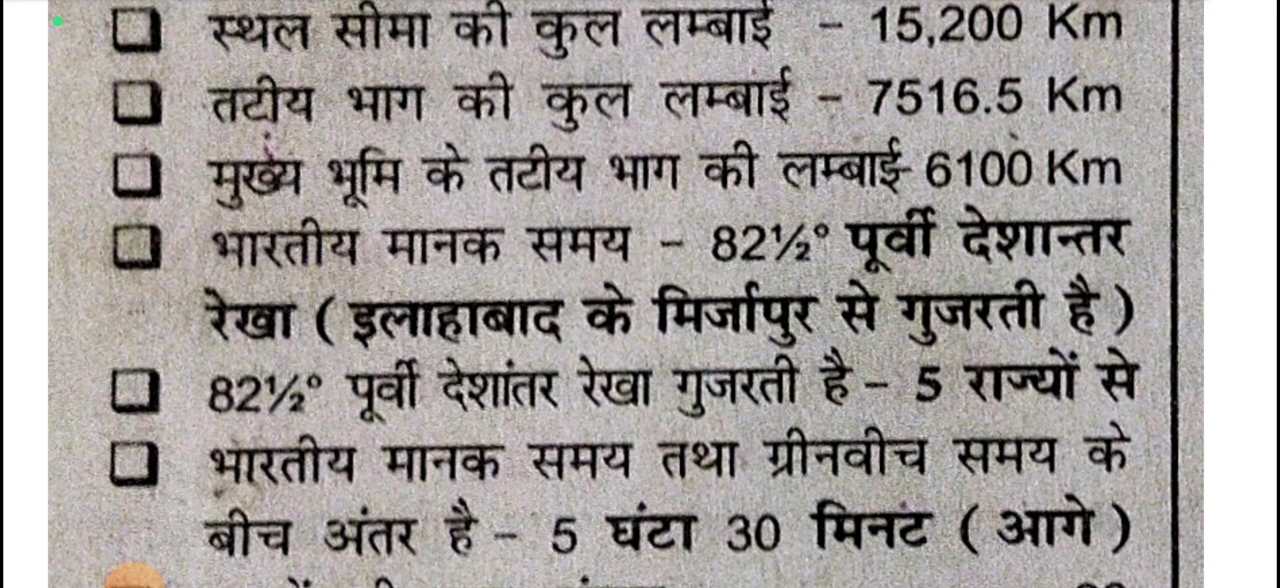 स्थल सीमा की कुल लम्बाई - 15,200 Km
तटीय भाग की कुल लम्बाई - 7516.5 Km
मुख्य भूमि के तटीय भाग की लम्बाई- 6100 Km
भारतीय मानक समय - 82½° पूर्वी देशान्तर
रेखा ( इलाहाबाद के मिर्जापुर से गुजरती है )
82½° पूर्वी देशांतर रेखा गुजरती है - 5 राज्यों से
भारतीय मानक समय तथा ग्रीनवीच समय के
बीच अंतर है - 5 घंटा 30 मिनट ( आगे )